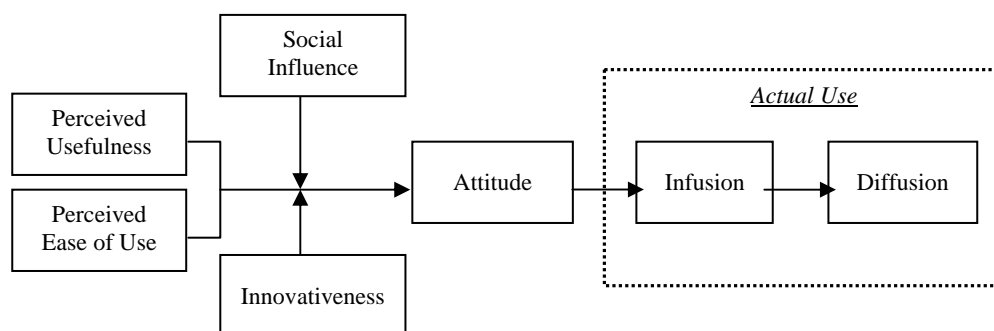 Social
Influence
Actual Use
Perceived
Usefulness
Attitude
Infusion
Diffusion
Perceived
Ease of Use
Innovativeness